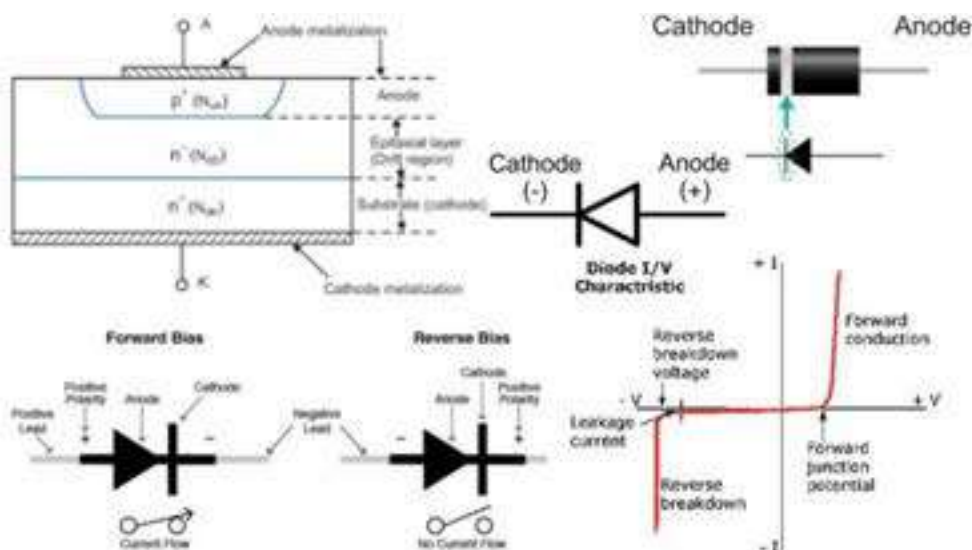 A
Anode metalization
p⁺ (Nₐₕ)
Anode
n⁻ (N
Epitaxial layer
(Drift region)
n⁺ (N
Substrate (cathode)
K
Cathode metalization
Cathode Anode
Cathode Anode
(-) (+)
Diode I/V
Charactristic
+ I
Forward
conduction
Reverse
breakdown
voltage
- V
+ V
Leakage
current
Forward
junction
potential
Reverse
breakdown
- I
Forward Bias
Positive
Lead
Positive
Polarity
+
Anode
Cathode
-
Negative
Lead
Current Flow
Reverse Bias
Cathode
Anode
Positive
Polarity
-
+
No Current Flow